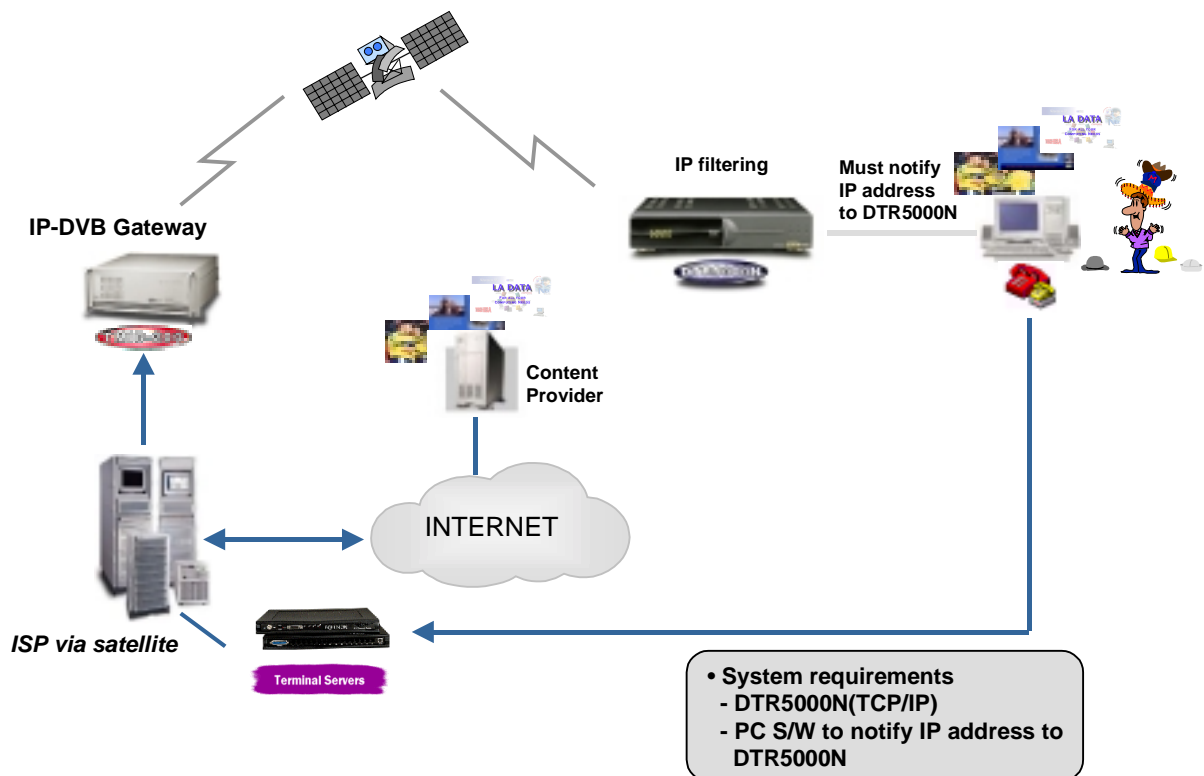 IP filtering
Must notify
IP address
to DTR5000N
LA DATA
IP-DVB Gateway
LA DATA
Content
Provider
INTERNET
ISP via satellite
Terminal Servers
• System requirements
- DTR5000N(TCP/IP)
- PC S/W to notify IP address to
DTR5000N